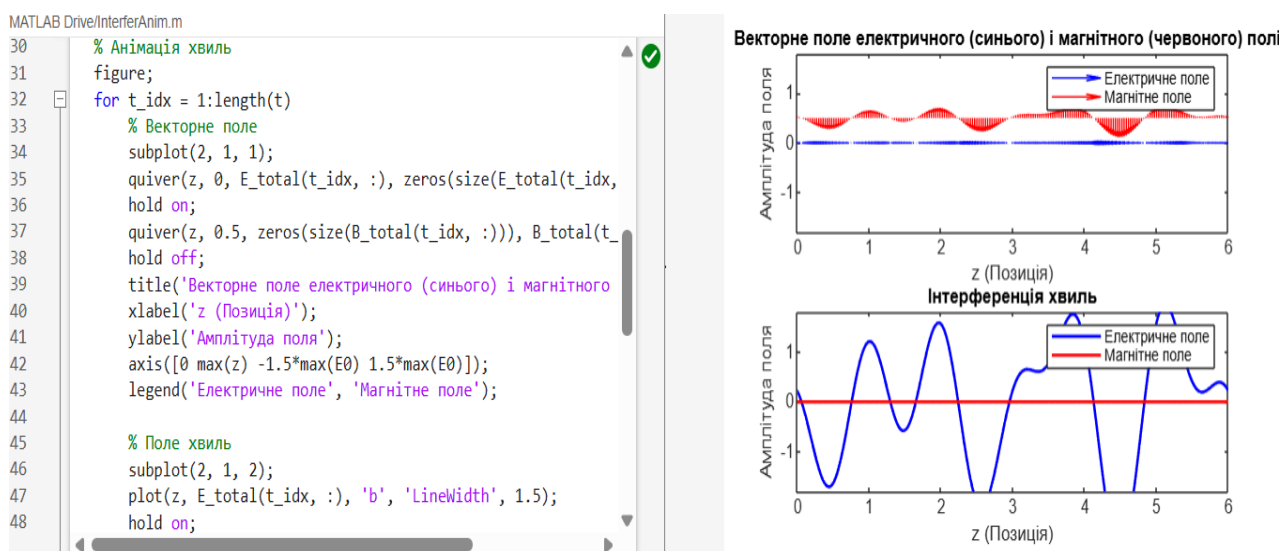 MATLAB Drive/InterferAnim.m
30 % Анімація хвиль
31 figure;
32 for t_idx = 1:length(t)
33 % Векторне поле
34 subplot(2, 1, 1);
35 quiver(z, 0, E_total(t_idx, :), zeros(size(E_total(t_idx,
36 hold on;
37 quiver(z, 0.5, zeros(size(B_total(t_idx, :))), B_total(t_
38 hold off;
39 title('Векторне поле електричного (синього) і магнітного
40 xlabel('z (Позиція)');
41 ylabel('Амплітуда поля');
42 axis([0 max(z) -1.5*max(E0) 1.5*max(E0)]);
43 legend('Електричне поле', 'Магнітне поле');
44
45 % Поле хвиль
46 subplot(2, 1, 2);
47 plot(z, E_total(t_idx, :), 'b', 'LineWidth', 1.5);
48 hold on;
Векторне поле електричного (синього) і магнітного (червоного) полі
Електричне поле
Магнітне поле
Амплітуда поля
1
0
-1
0 1 2 3 4 5 6
z (Позиція)
Інтерференція хвиль
Електричне поле
Магнітне поле
Амплітуда поля
1
0
-1
0 1 2 3 4 5 6
z (Позиція)